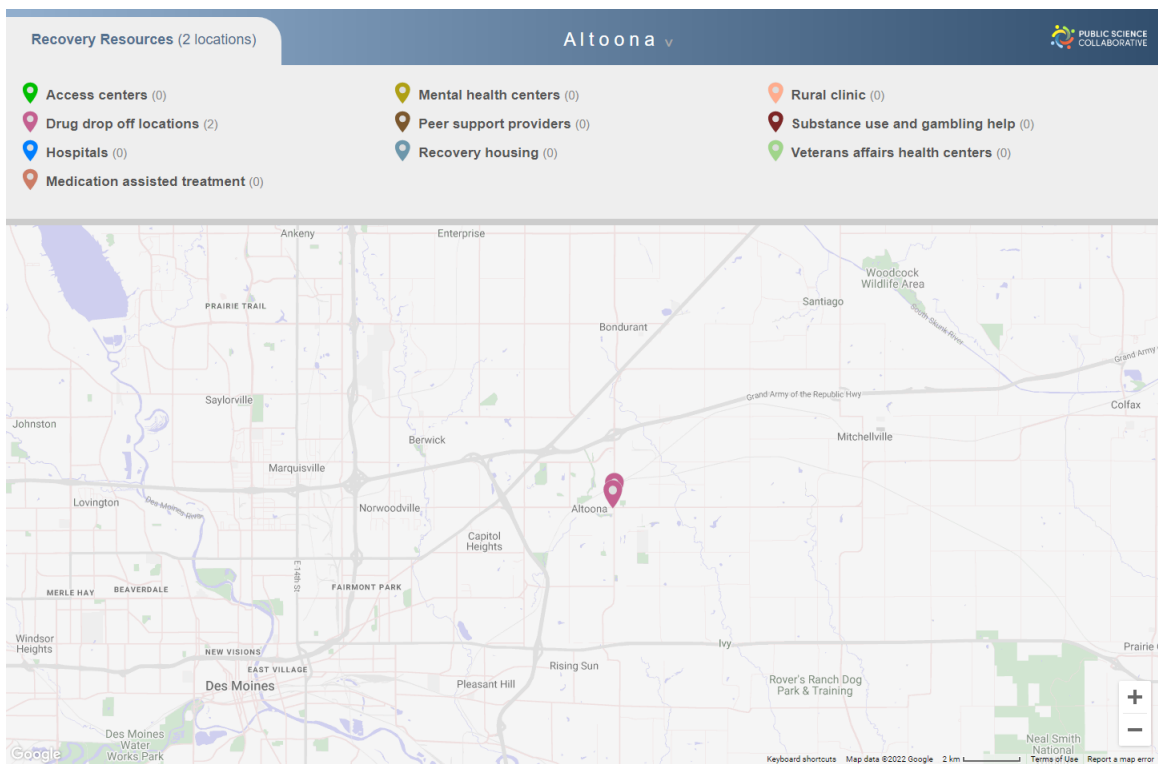 Recovery Resources (2 locations)
Altoona v
PUBLIC SCIENCE
COLLABORATIVE
Access centers (0)
Mental health centers (0)
Rural clinic (0)
Drug drop off locations (2)
Peer support providers (0)
Substance use and gambling help (0)
Hospitals (0)
Recovery housing (0)
Veterans affairs health centers (0)
Medication assisted treatment (0)
Ankeny
Enterprise
Woodcock
Wildlife Area
PRAIRIE TRAIL
Santiago
South Skunk River
Bondurant
Grand Army
Grand Army of the Republic Hwy
Saylorville
Colfax
Johnston
Berwick
Mitchellville
Marquisville
Lovington
Des Moines River
Norwoodville
Altoona
Capitol
Heights
E 14th St
MERLE HAY
BEAVERDALE
FAIRMONT PARK
Windsor
Heights
NEW VISIONS
Ivy
Prairie
EAST VILLAGE
Rising Sun
Des Moines
Pleasant Hill
Rover's Ranch Dog
Park & Training
+
−
Des Moines
Water
Works Park
Neal Smith
National
Google
Keyboard shortcuts
Map data ©2022 Google
2 km
Terms of Use
Report a map error